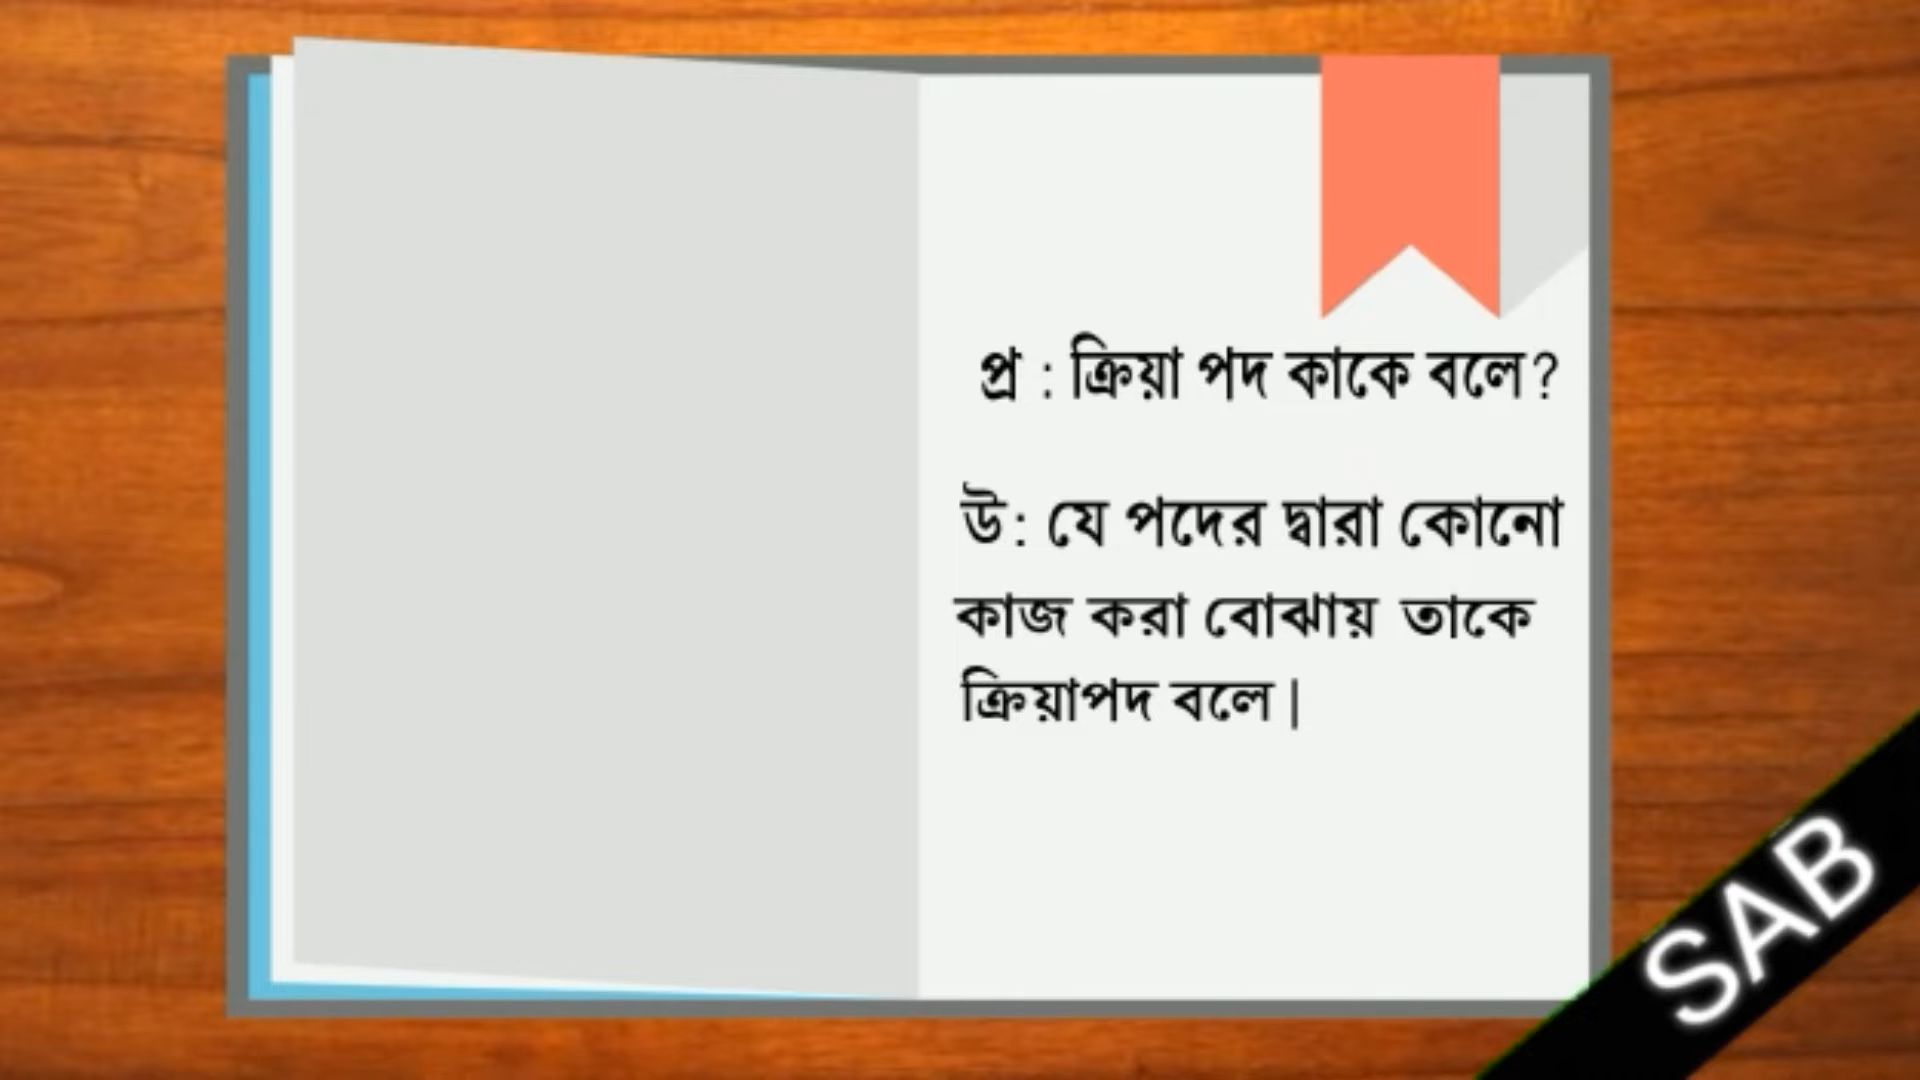 প্র : ক্রিয়া পদ কাকে বলে?
উ: যে পদের দ্বারা কোনো
কাজ করা বোঝায় তাকে
ক্রিয়াপদ বলে|
SAB